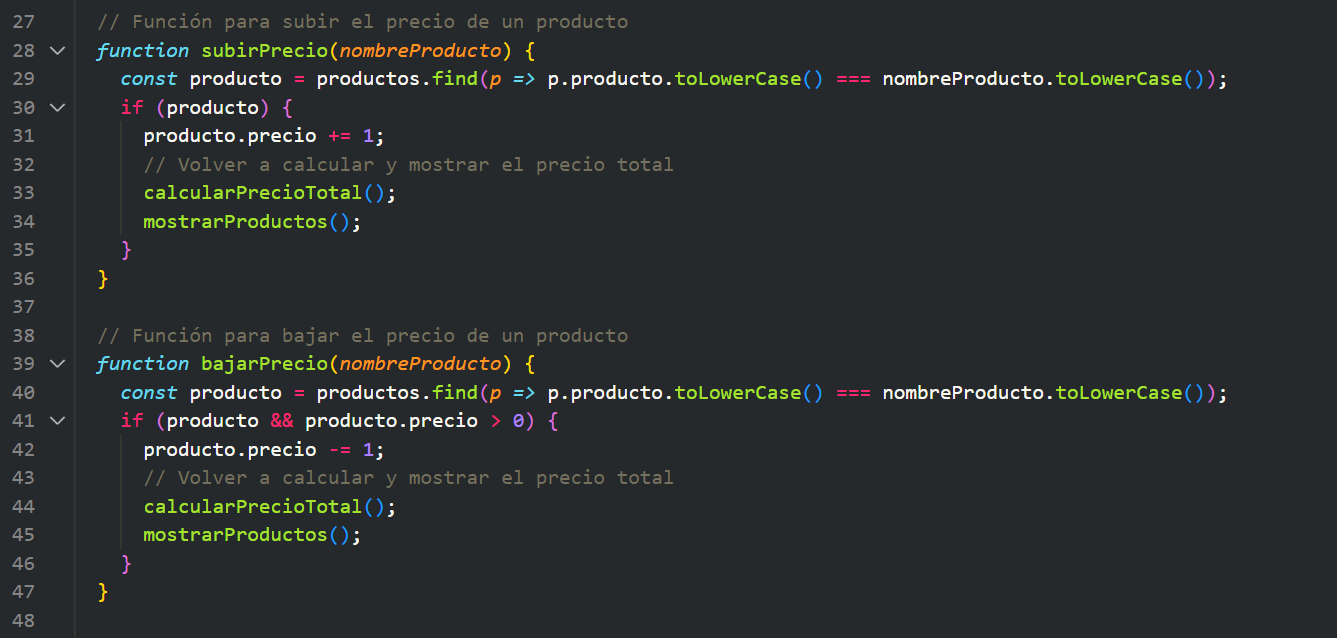 27 // Función para subir el precio de un producto
28 function subirPrecio(nombreProducto) {
29   const producto = productos.find(p => p.producto.toLowerCase() === nombreProducto.toLowerCase());
30   if (producto) {
31     producto.precio += 1;
32     // Volver a calcular y mostrar el precio total
33     calcularPrecioTotal();
34     mostrarProductos();
35   }
36 }
37
38 // Función para bajar el precio de un producto
39 function bajarPrecio(nombreProducto) {
40   const producto = productos.find(p => p.producto.toLowerCase() === nombreProducto.toLowerCase());
41   if (producto && producto.precio > 0) {
42     producto.precio -= 1;
43     // Volver a calcular y mostrar el precio total
44     calcularPrecioTotal();
45     mostrarProductos();
46   }
47 }
48